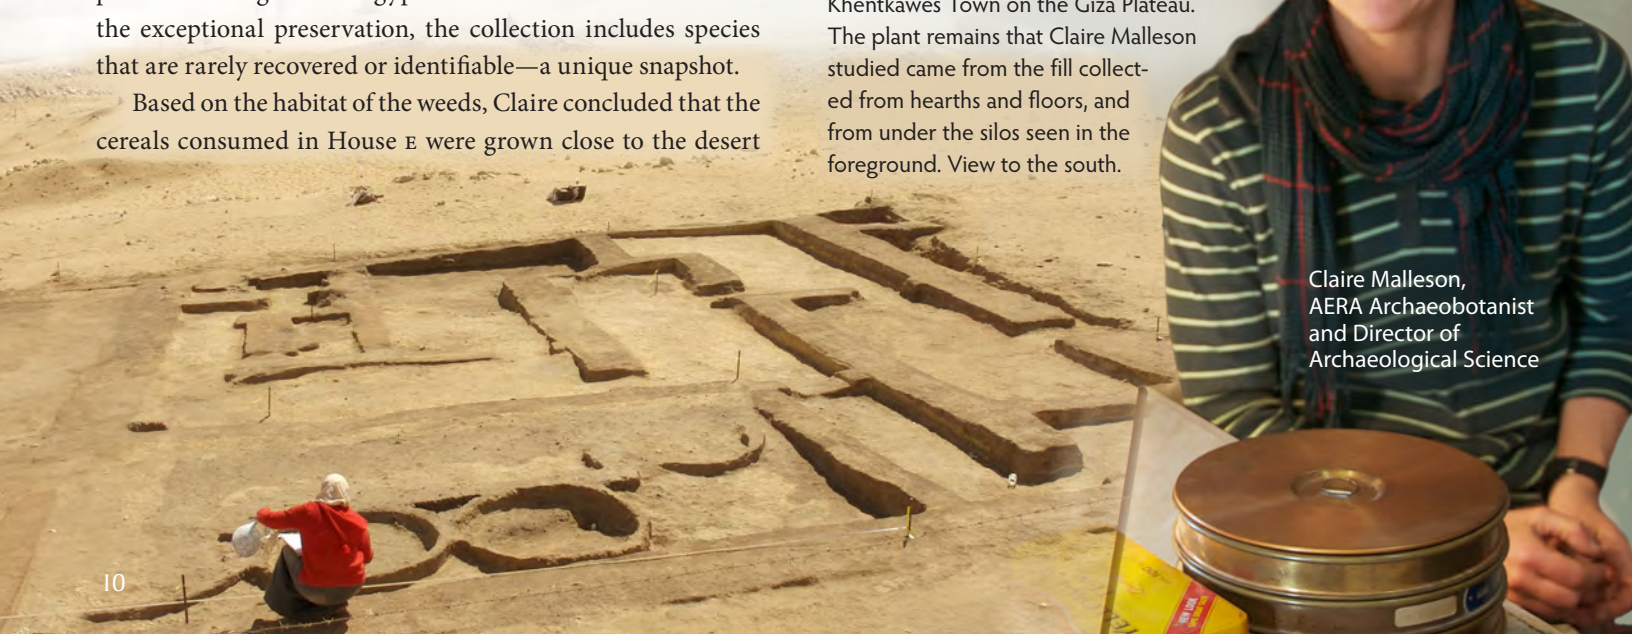 the exceptional preservation, the collection includes species
that are rarely recovered or identifiable—a unique snapshot.
Based on the habitat of the weeds, Claire concluded that the
cereals consumed in House E were grown close to the desert
Khentkawes Town on the Giza Plateau.
The plant remains that Claire Malleson
studied came from the fill collect-
ed from hearths and floors, and
from under the silos seen in the
foreground. View to the south.
Claire Malleson,
AERA Archaeobotanist
and Director of
Archaeological Science
10
NEW LOOK